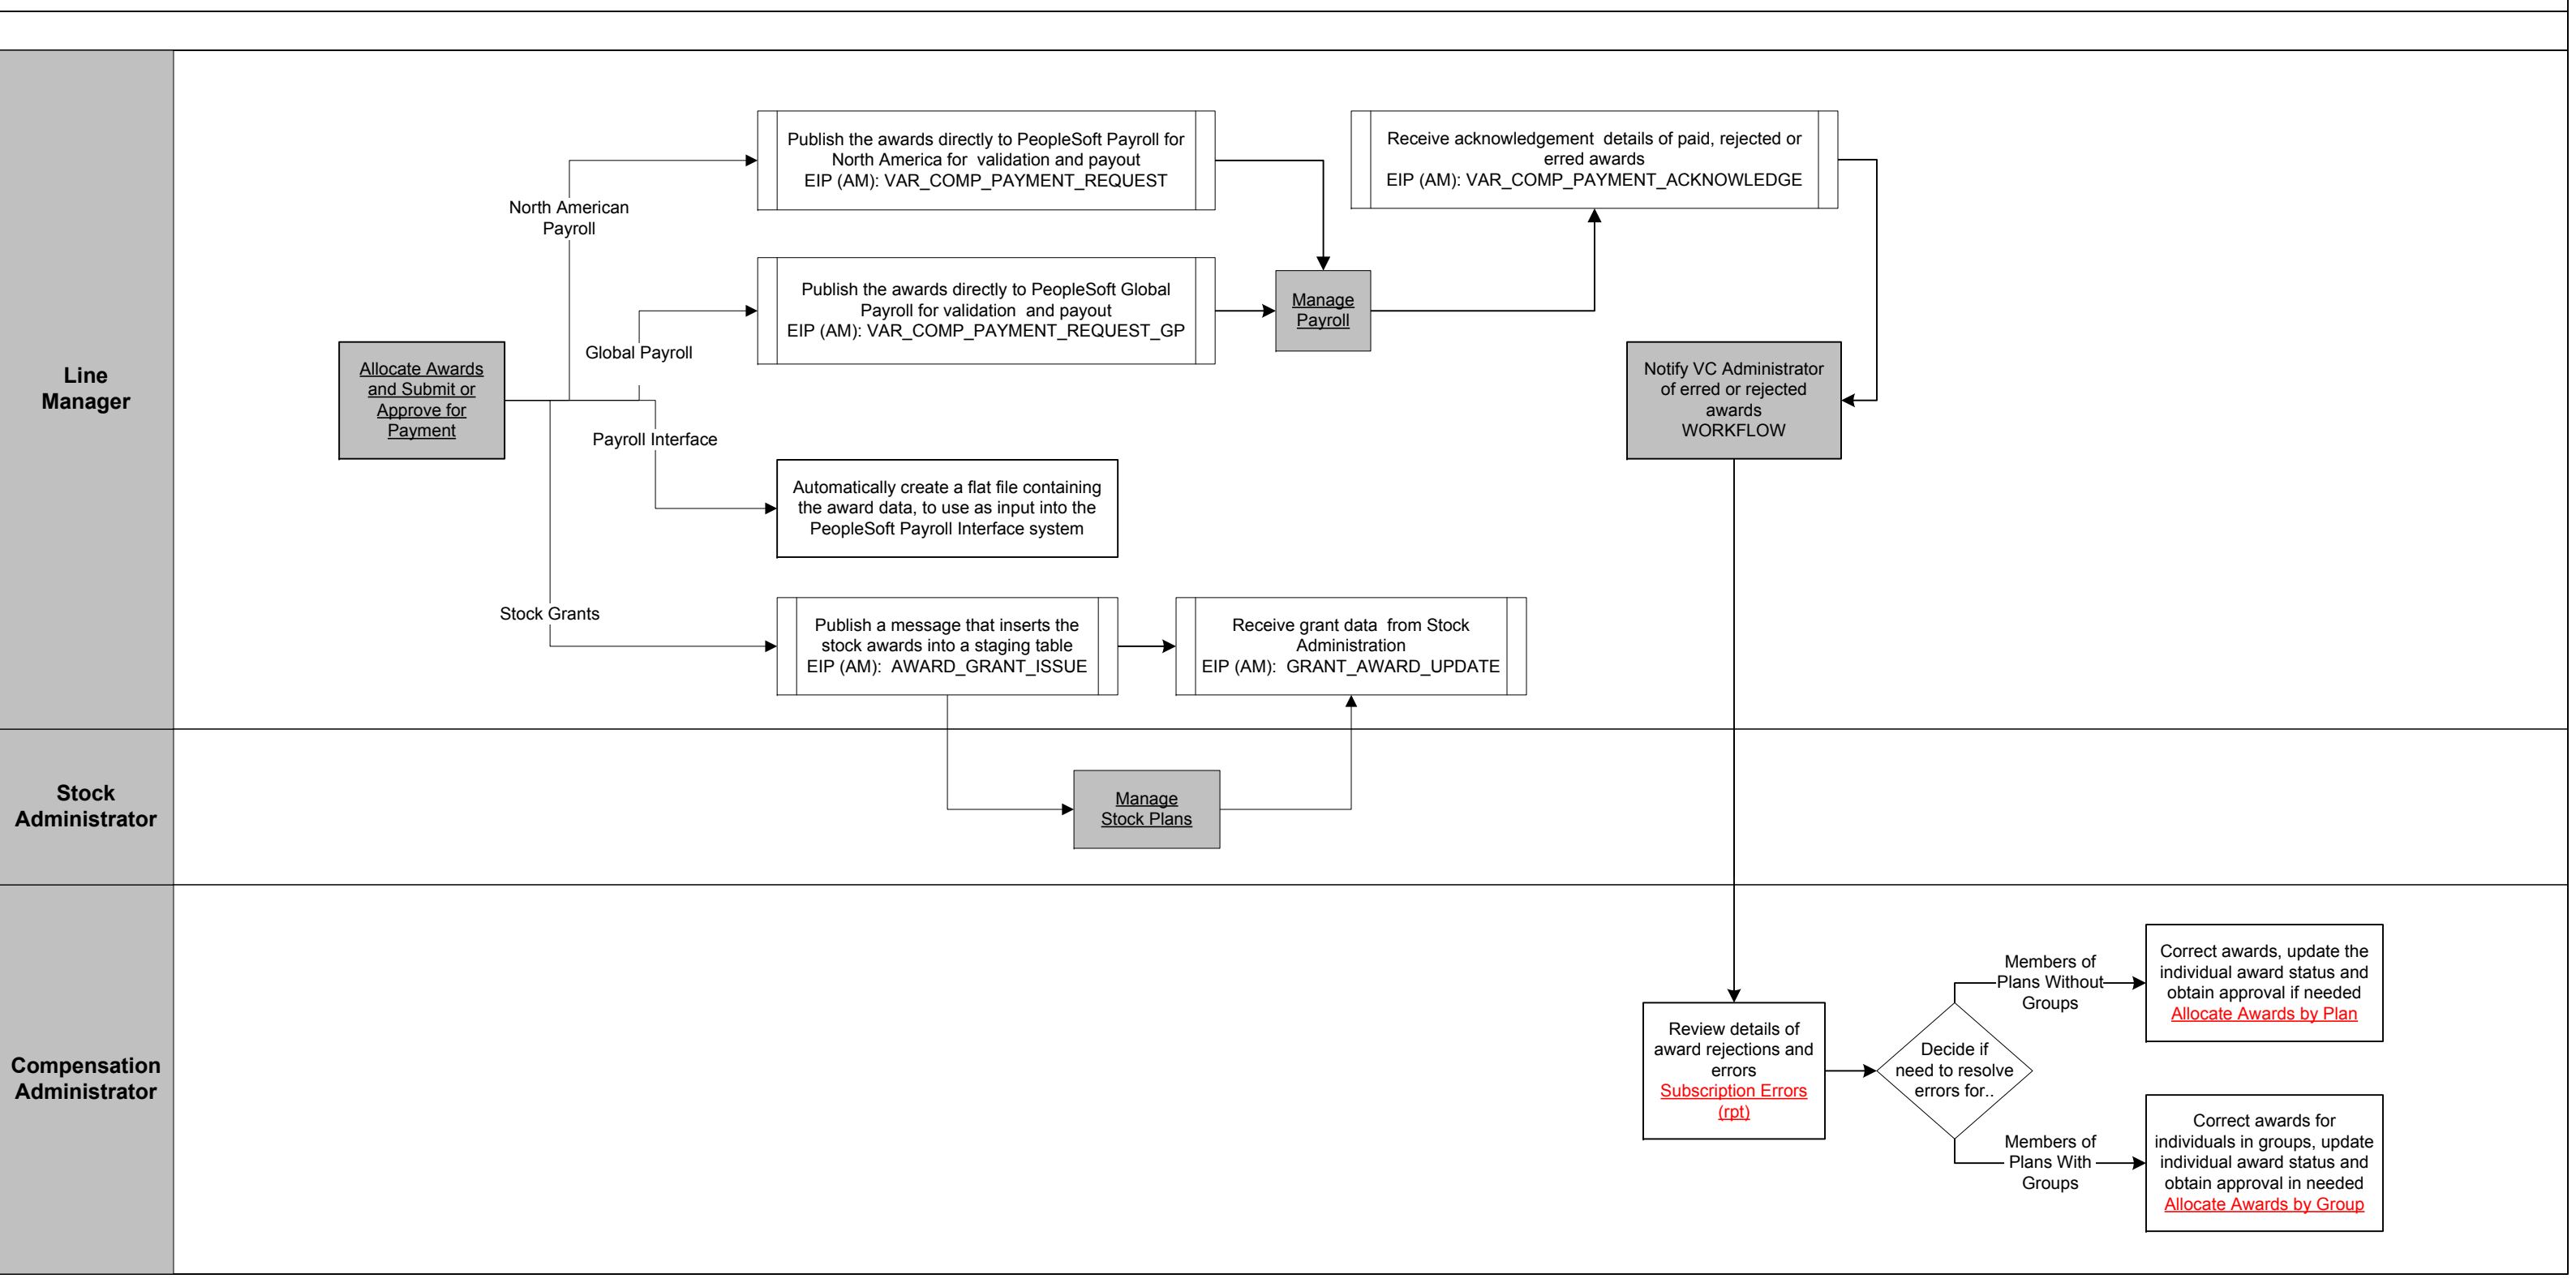 Line
Manager
Allocate Awards
and Submit or
Approve for
Payment
North American
Payroll
Global Payroll
Payroll Interface
Stock Grants
Publish the awards directly to PeopleSoft Payroll for
North America for validation and payout
EIP (AM): VAR_COMP_PAYMENT_REQUEST
Publish the awards directly to PeopleSoft Global
Payroll for validation and payout
EIP (AM): VAR_COMP_PAYMENT_REQUEST_GP
Automatically create a flat file containing
the award data, to use as input into the
PeopleSoft Payroll Interface system
Publish a message that inserts the
stock awards into a staging table
EIP (AM): AWARD_GRANT_ISSUE
Receive grant data from Stock
Administration
EIP (AM): GRANT_AWARD_UPDATE
Manage
Payroll
Receive acknowledgement details of paid, rejected or
erred awards
EIP (AM): VAR_COMP_PAYMENT_ACKNOWLEDGE
Notify VC Administrator
of erred or rejected
awards
WORKFLOW
Stock
Administrator
Manage
Stock Plans
Compensation
Administrator
Review details of
award rejections and
errors
Subscription Errors
(rpt)
Decide if
need to resolve
errors for..
Members of
Plans Without
Groups
Correct awards, update the
individual award status and
obtain approval if needed
Allocate Awards by Plan
Members of
Plans With
Groups
Correct awards for
individuals in groups, update
individual award status and
obtain approval in needed
Allocate Awards by Group